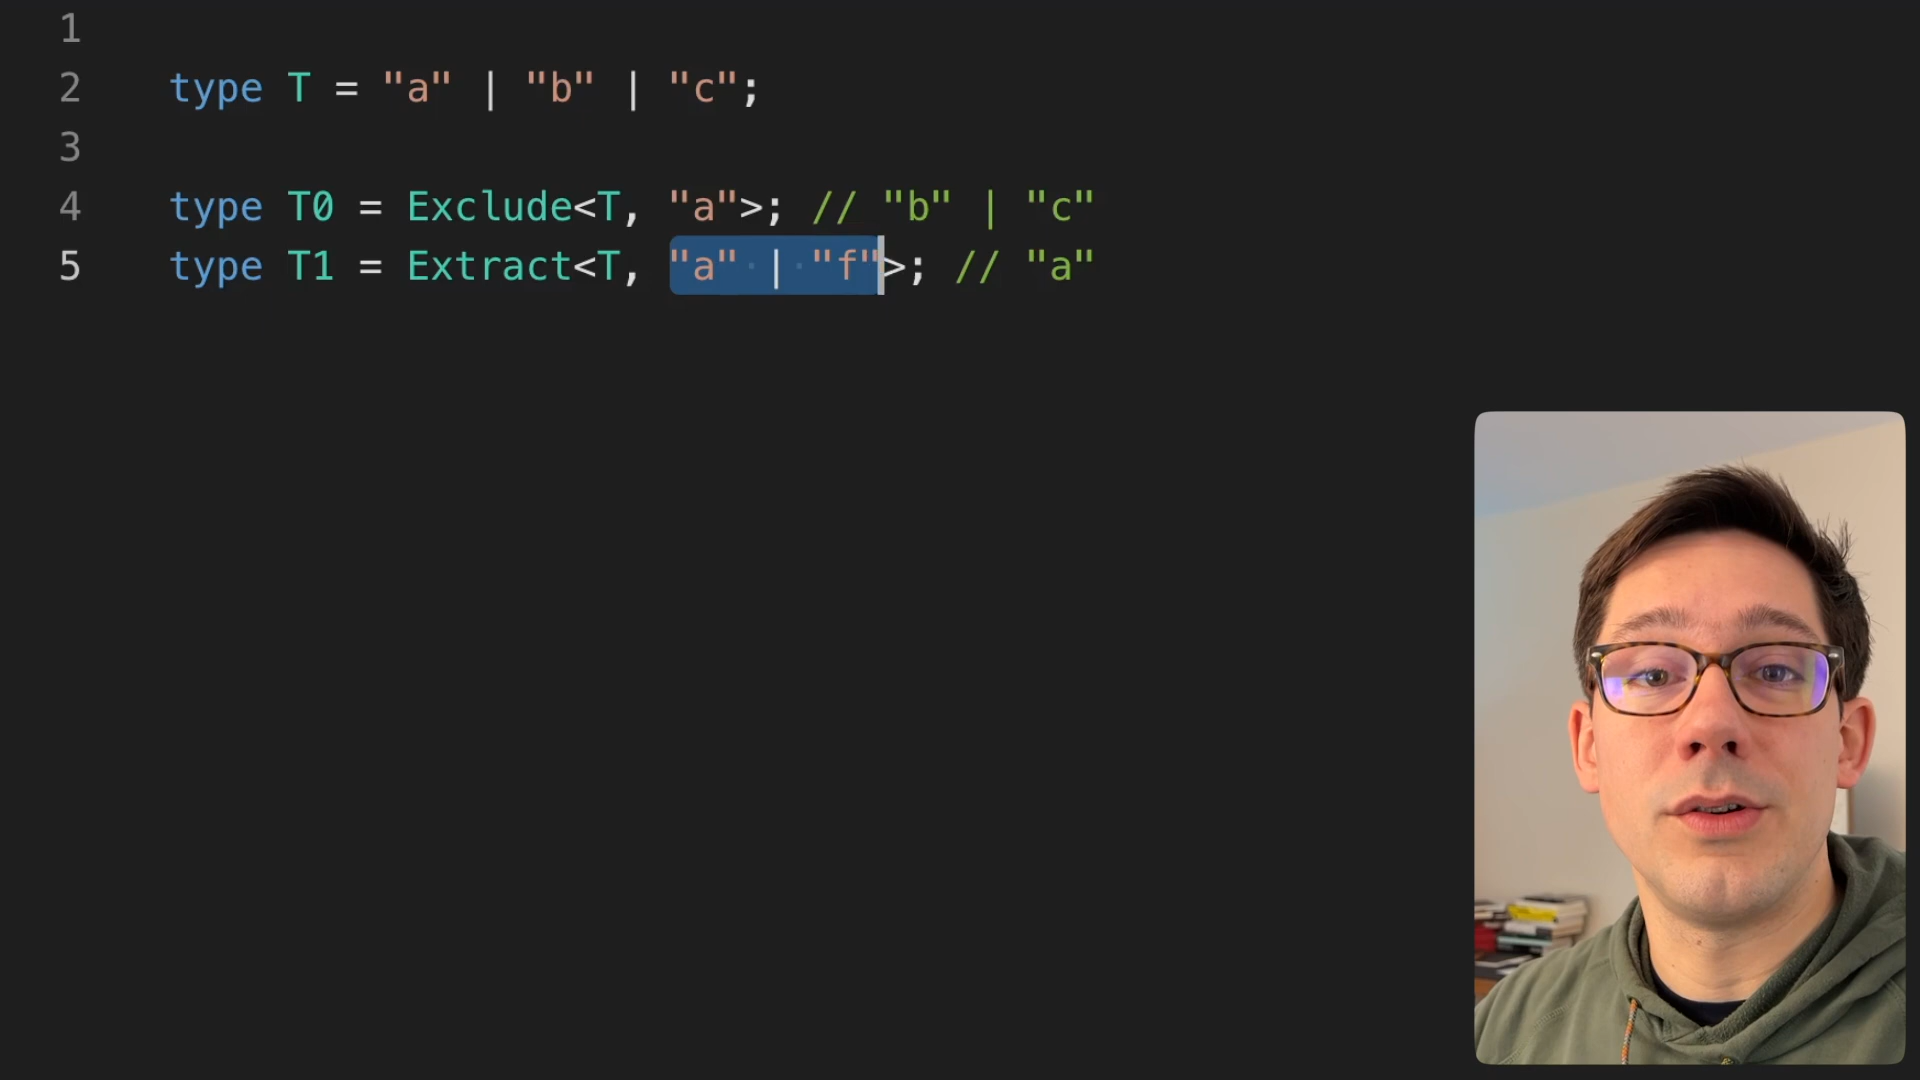 1
2 type T = "a" | "b" | "c";
3
4 type T0 = Exclude<T, "a">; // "b" | "c"
5 type T1 = Extract<T, "a" | "f">; // "a"